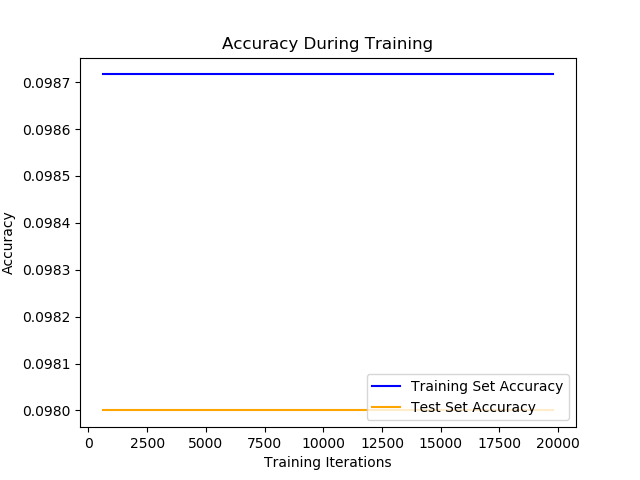 Accuracy During Training
0.0987
0.0986
0.0985
0.0984
0.0983
0.0982
0.0981
0.0980
Accuracy
Training Set Accuracy
Test Set Accuracy
0 2500 5000 7500 10000 12500 15000 17500 20000
Training Iterations